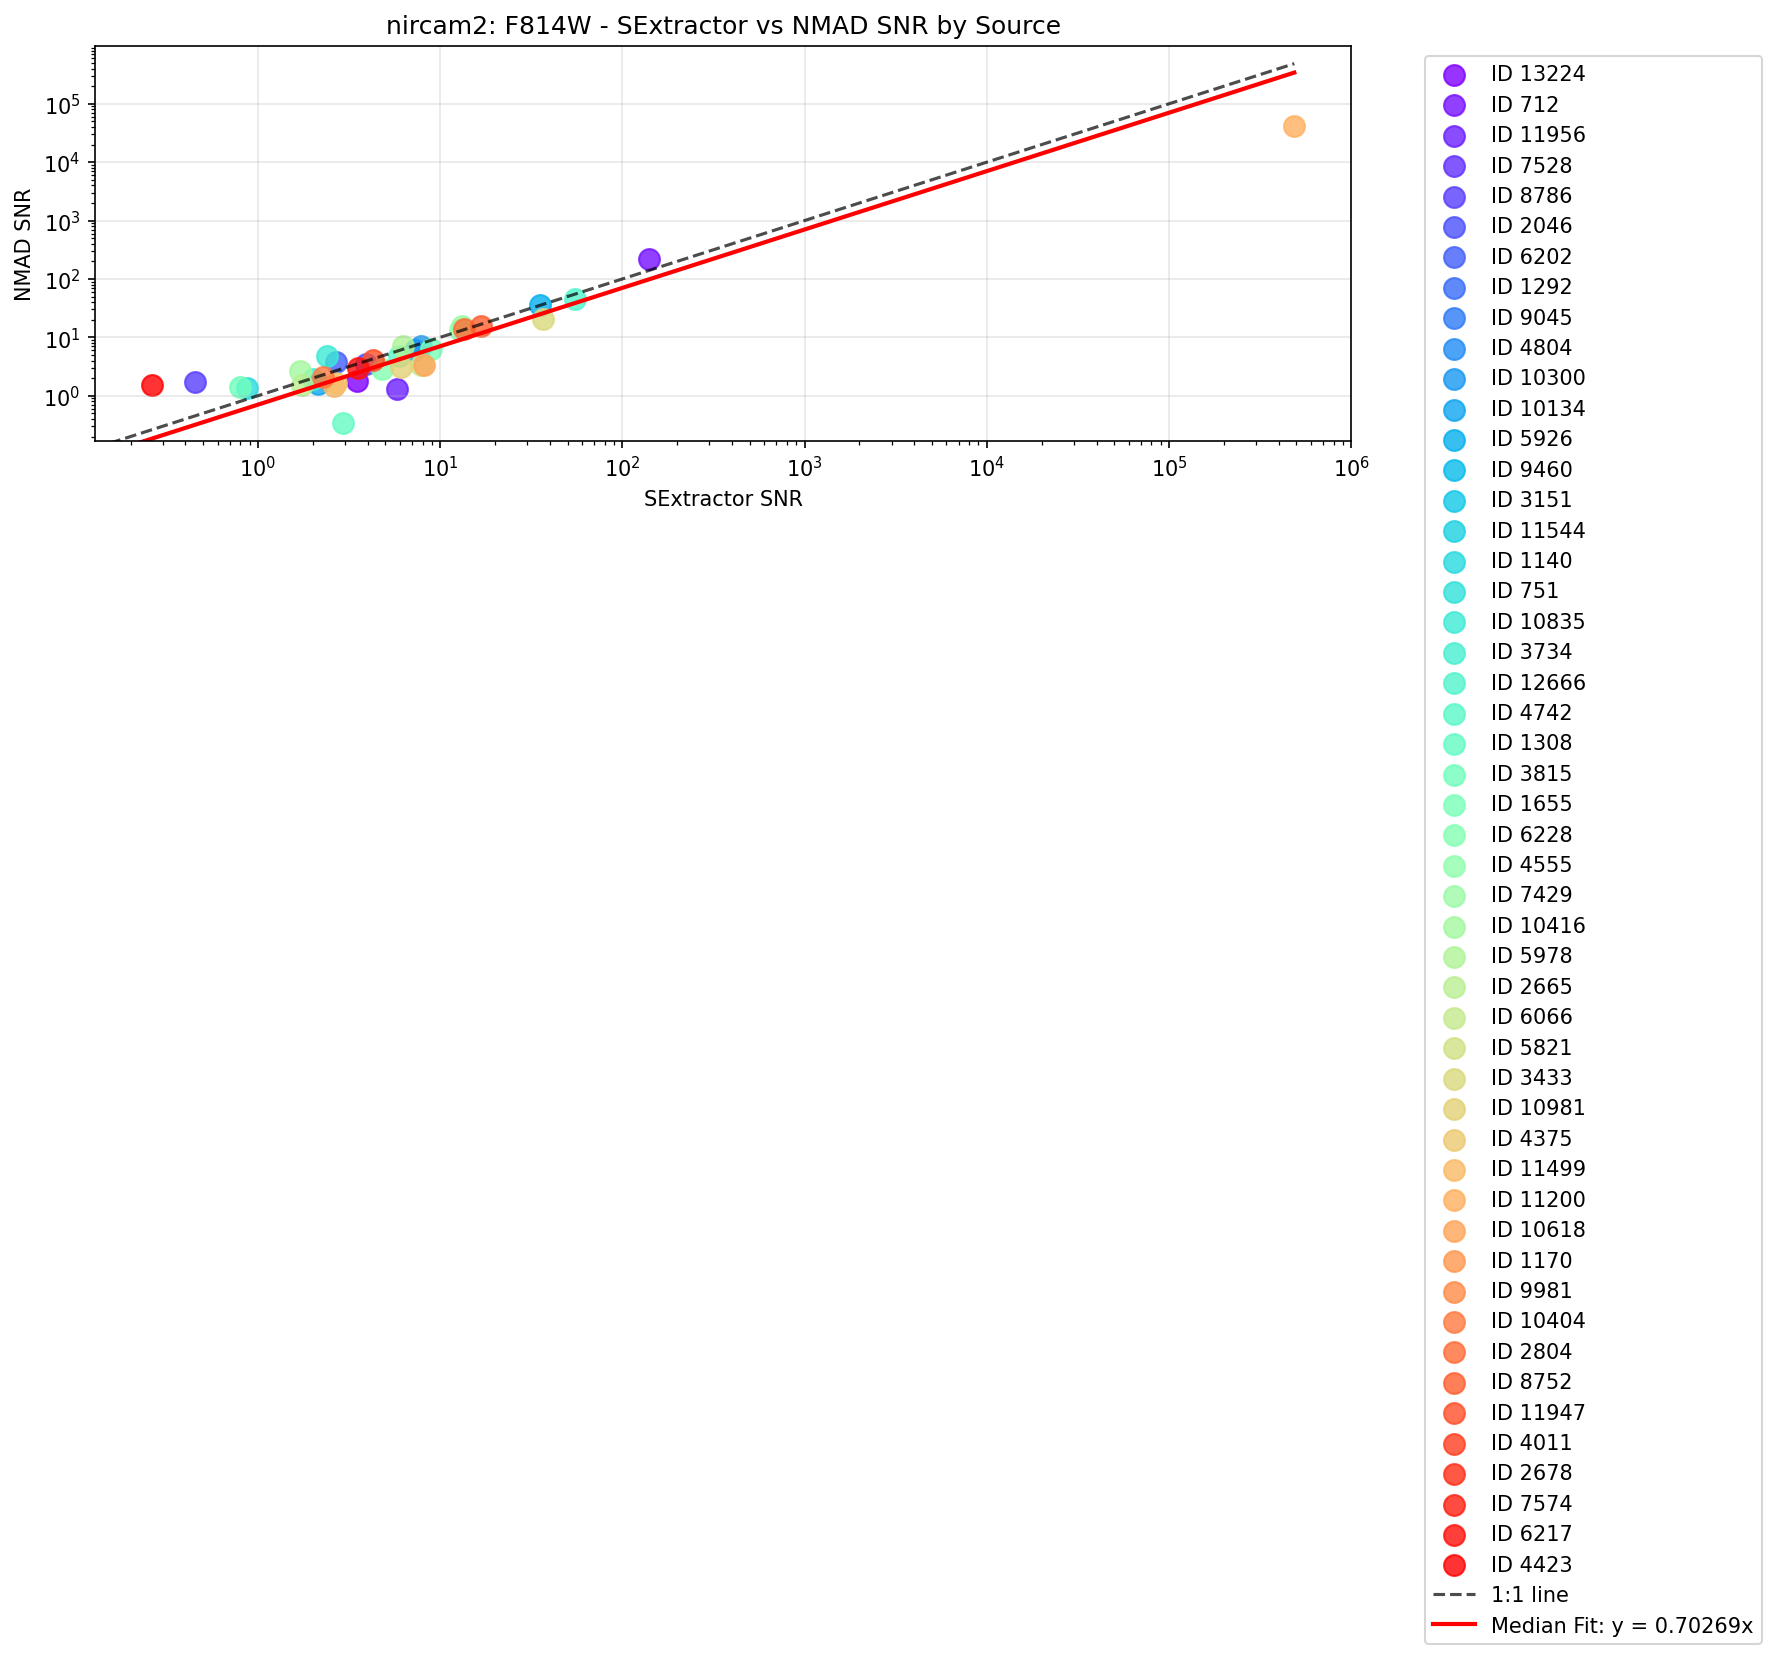 nircam2: F814W - SExtractor vs NMAD SNR by Source
NMAD SNR
10^5
10^4
10^3
10^2
10^1
10^0
10^0 10^1 10^2 10^3 10^4 10^5 10^6
SExtractor SNR
ID 13224
ID 712
ID 11956
ID 7528
ID 8786
ID 2046
ID 6202
ID 1292
ID 9045
ID 4804
ID 10300
ID 10134
ID 5926
ID 9460
ID 3151
ID 11544
ID 1140
ID 751
ID 10835
ID 3734
ID 12666
ID 4742
ID 1308
ID 3815
ID 1655
ID 6228
ID 4555
ID 7429
ID 10416
ID 5978
ID 2665
ID 6066
ID 5821
ID 3433
ID 10981
ID 4375
ID 11499
ID 11200
ID 10618
ID 1170
ID 9981
ID 10404
ID 2804
ID 8752
ID 11947
ID 4011
ID 2678
ID 7574
ID 6217
ID 4423
1:1 line
Median Fit: y = 0.70269x